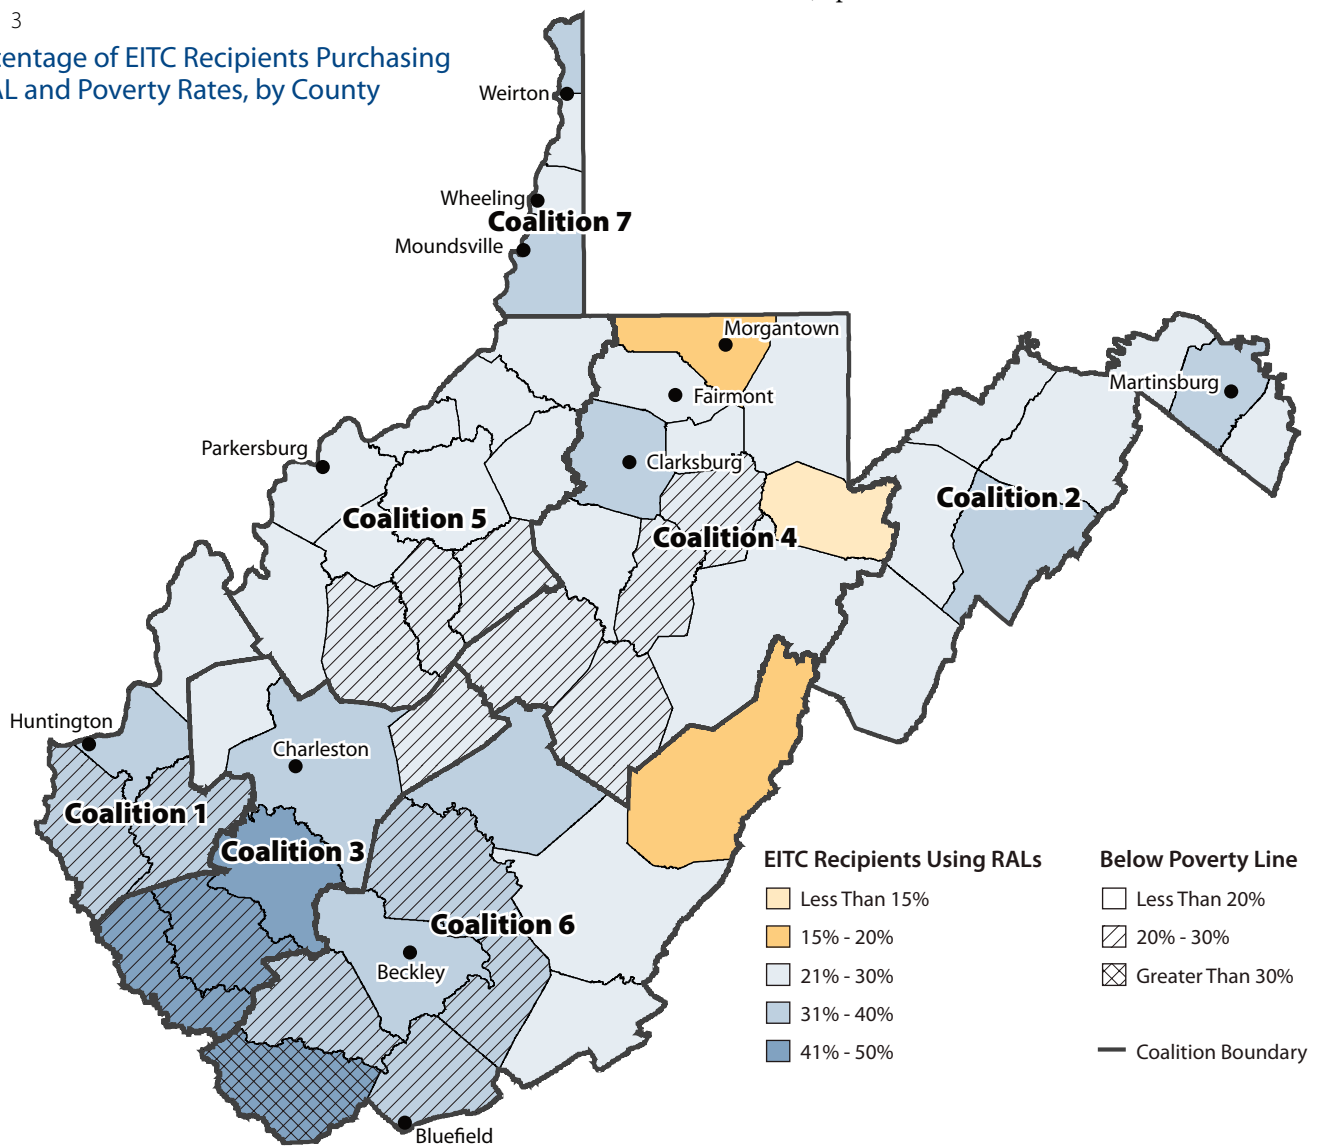 3
centage of EITC Recipients Purchasing
AL and Poverty Rates, by County
Weirton
Wheeling
Coalition 7
Moundsville
Morgantown
Martinsburg
Fairmont
Parkersburg
Clarksburg
Coalition 2
Coalition 5
Coalition 4
Huntington
Charleston
Coalition 1
Coalition 3
Coalition 6
Beckley
Bluefield
EITC Recipients Using RALs
Less Than 15%
15% - 20%
21% - 30%
31% - 40%
41% - 50%
Below Poverty Line
Less Than 20%
20% - 30%
Greater Than 30%
Coalition Boundary